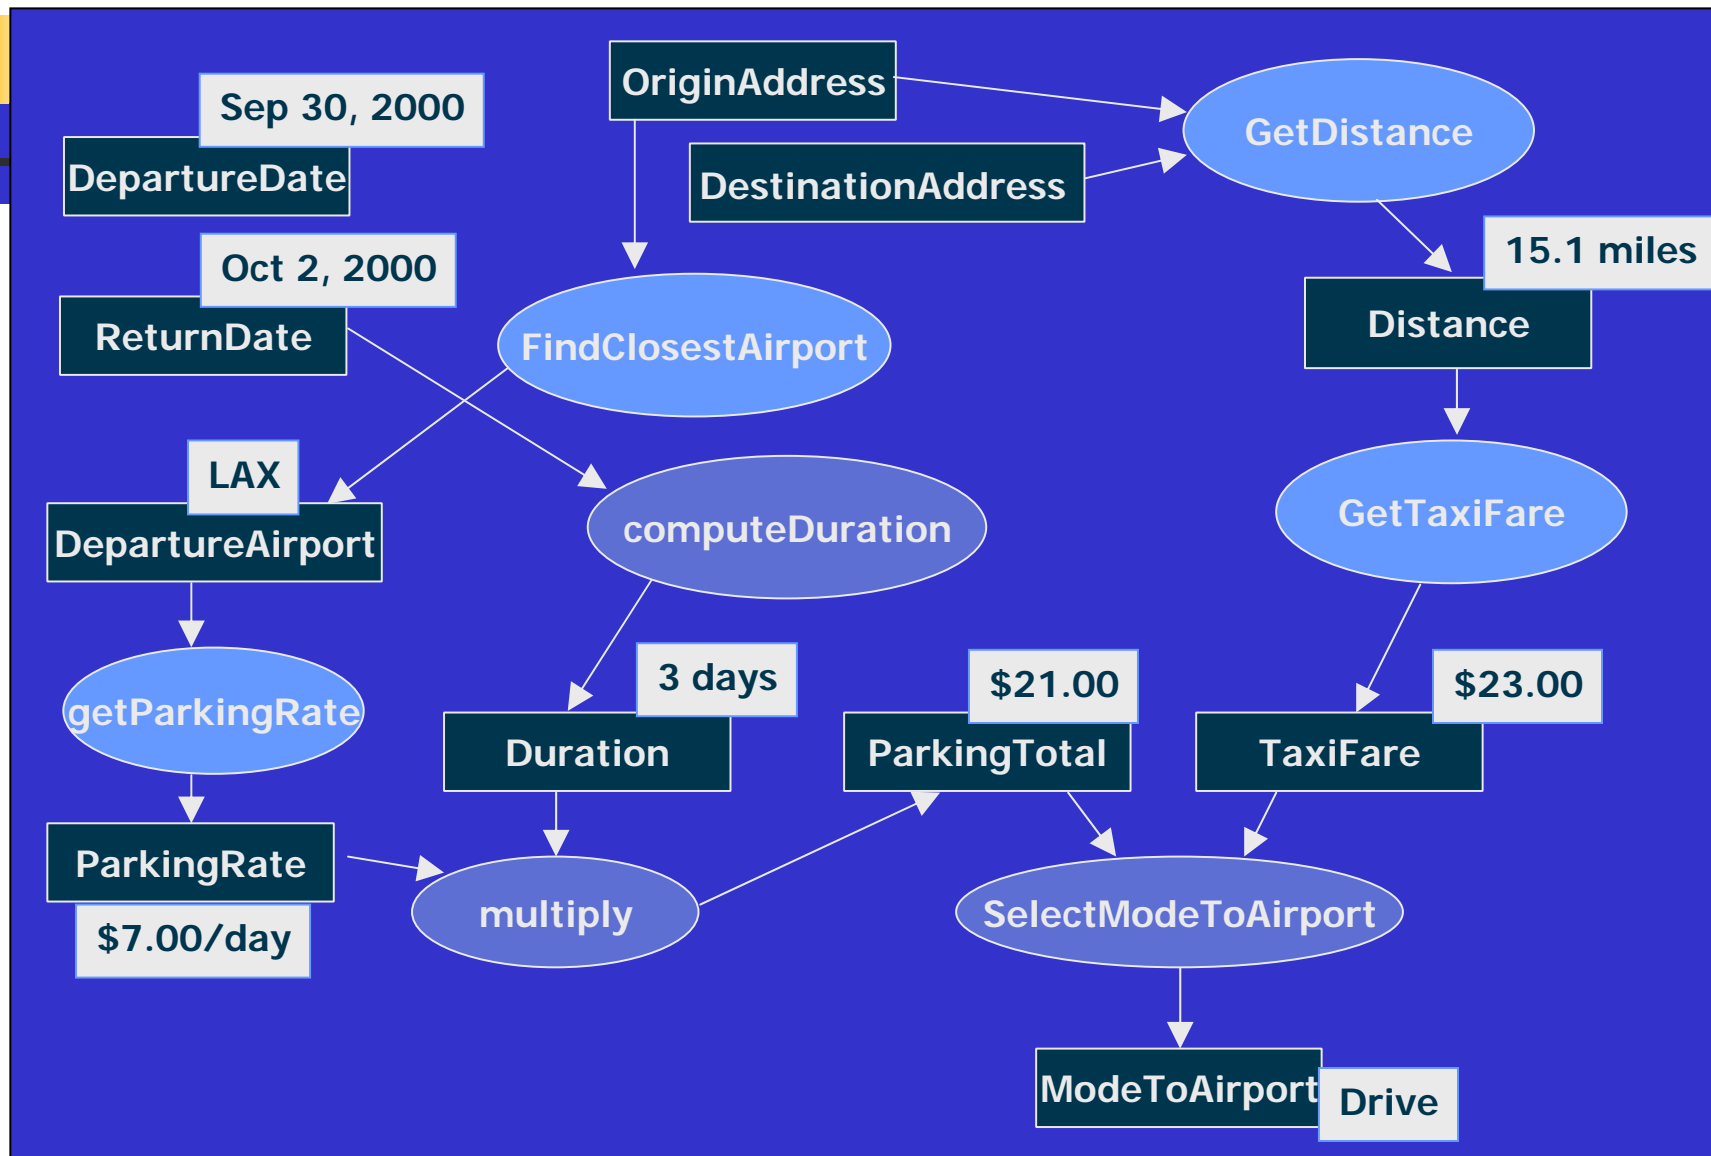 OriginAddress
Sep 30, 2000
GetDistance
DepartureDate
DestinationAddress
Oct 2, 2000
15.1 miles
ReturnDate
FindClosestAirport
Distance
LAX
DepartureAirport
computeDuration
GetTaxiFare
getParkingRate
3 days
$21.00
$23.00
Duration
ParkingTotal
TaxiFare
ParkingRate
$7.00/day
multiply
SelectModeToAirport
ModeToAirport
Drive